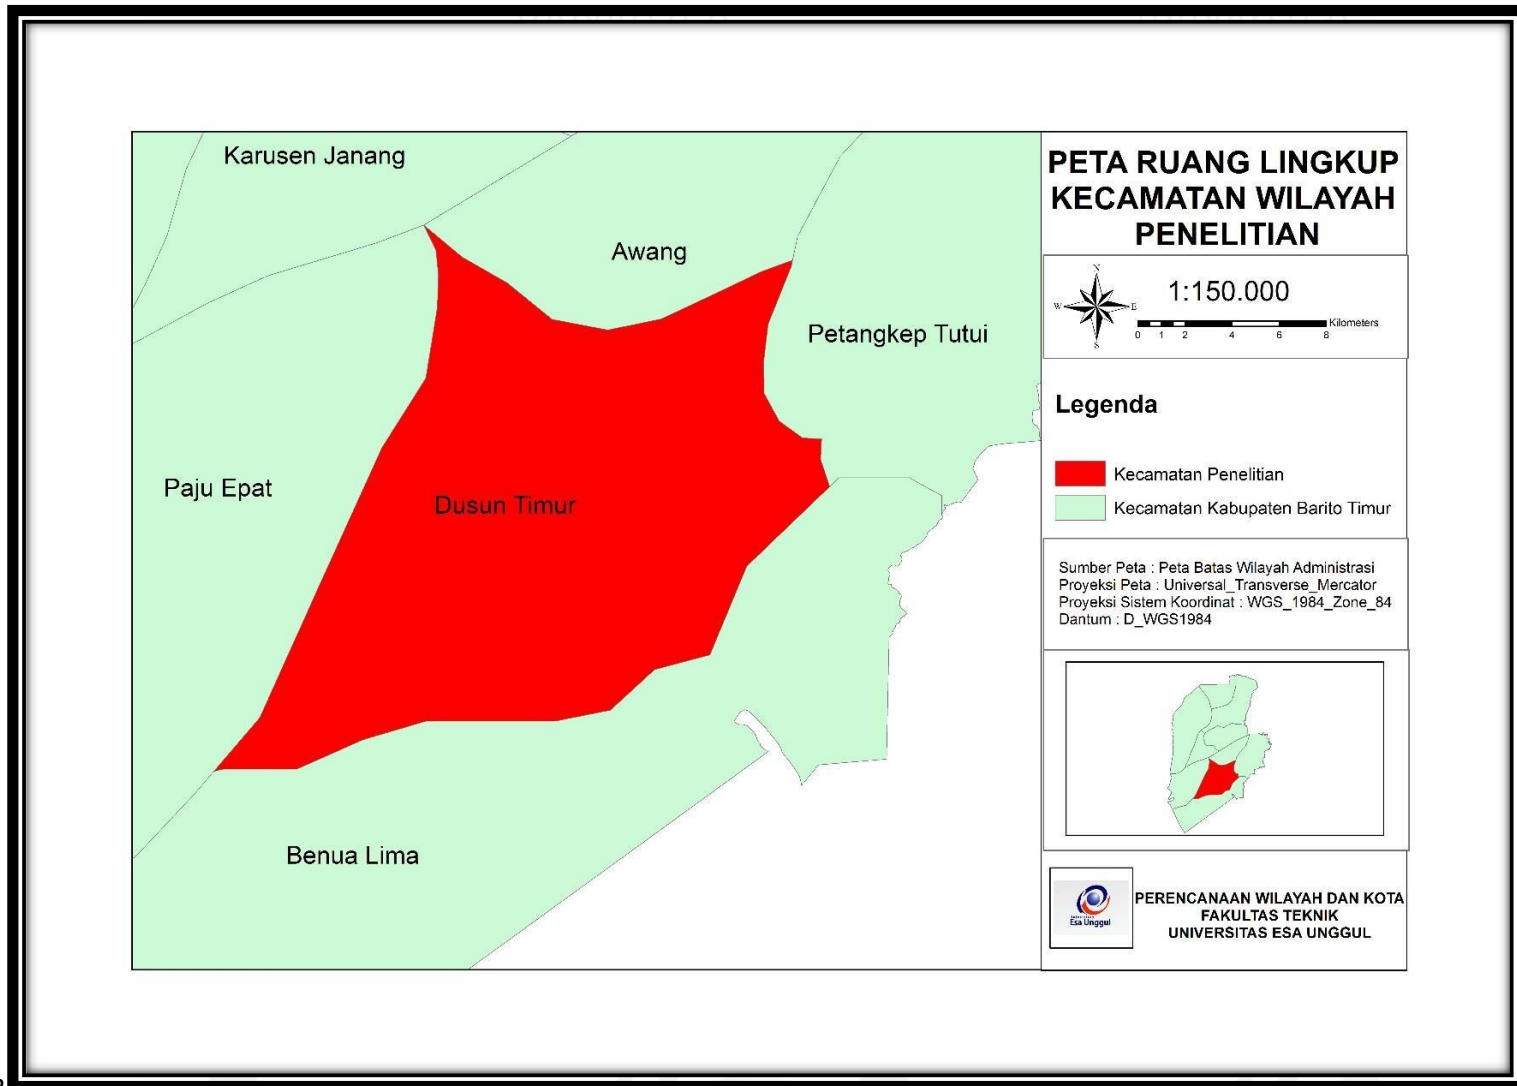 Karusen Janang
Awang
Petangkep Tutui
Paju Epat
Dusun Timur
Benua Lima
PETA RUANG LINGKUP
KECAMATAN WILAYAH
PENELITIAN
N
W
E
S
1:150.000
Kilometers
0 1 2 4 6 8
Legenda
Kecamatan Penelitian
Kecamatan Kabupaten Barito Timur
Sumber Peta : Peta Batas Wilayah Administrasi
Proyeksi Peta : Universal_Transverse_Mercator
Proyeksi Sistem Koordinat : WGS_1984_Zone_84
Dantum : D_WGS1984
Esa Unggul
PERENCANAAN WILAYAH DAN KOTA
FAKULTAS TEKNIK
UNIVERSITAS ESA UNGGUL